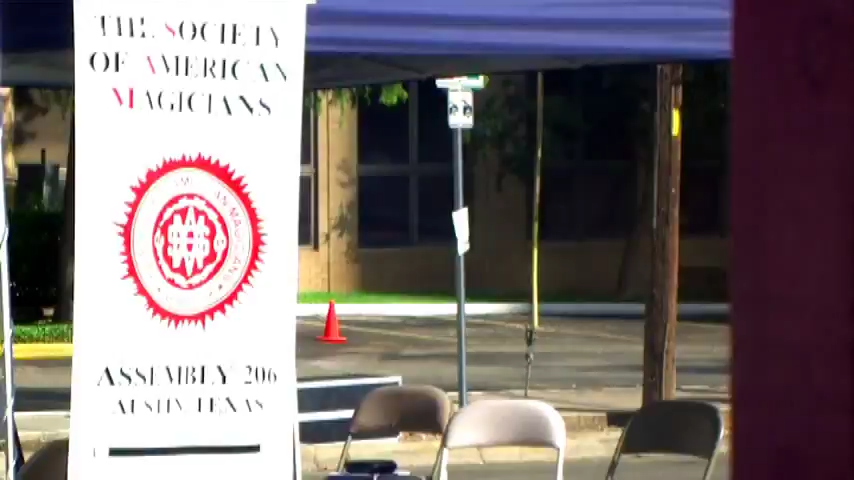 THE SOCIETY
OF AMERICAN
MAGICIANS
ASSEMBLY 206
AUSTIN, TEXAS